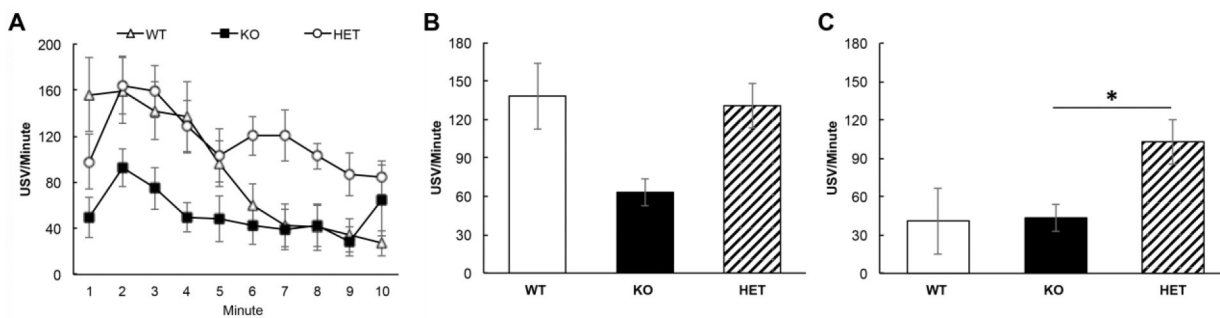 A
WT KO HET
200
160
120
80
40
0
USV/Minute
1 2 3 4 5 6 7 8 9 10
Minute
B
180
150
120
90
60
30
0
USV/Minute
WT KO HET
C
180
150
120
90
60
30
0
USV/Minute
*
WT KO HET